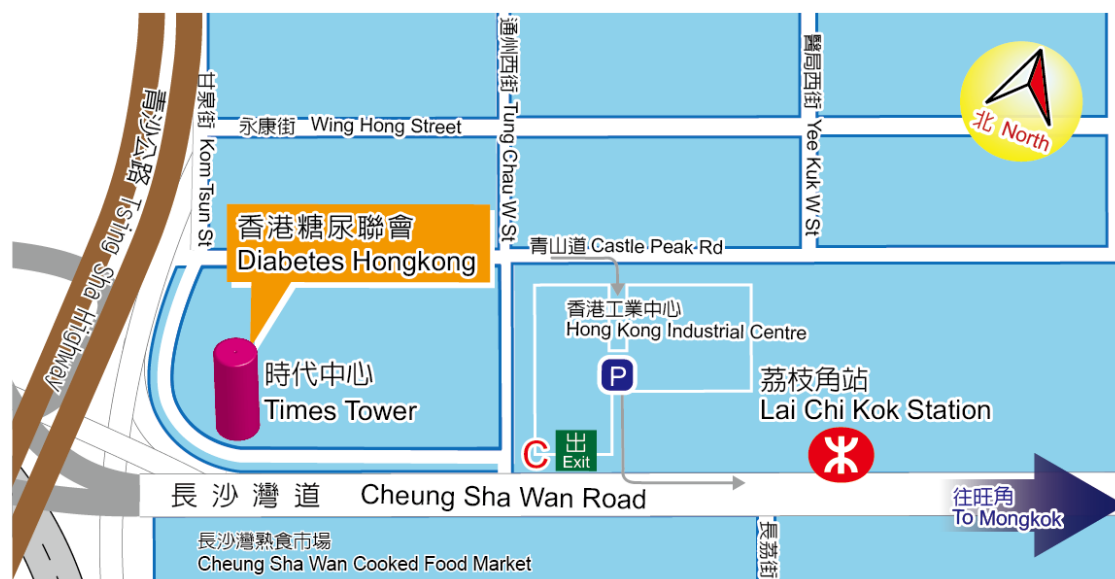 甘泉街 Kom Tsun St
通州西街 Tung Chau W St
醫局西街 Yee Kuk W St
北 North
永康街 Wing Hong Street
青沙公路 Tsing Sha Highway
香港糖尿聯會
Diabetes Hongkong
青山道 Castle Peak Rd
香港工業中心
Hong Kong Industrial Centre
P
時代中心
Times Tower
荔枝角站
Lai Chi Kok Station
C
出
Exit
長沙灣道 Cheung Sha Wan Road
往旺角
To Mongkok
長沙灣熟食市場
Cheung Sha Wan Cooked Food Market
長荔街